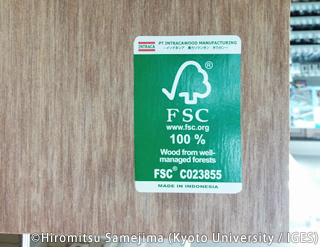 INTRACA PT INTRACAWOOD MANUFACTURING
®
FSC
www.fsc.org
100 %
Wood from well-
managed forests
FSC® C023855
MADE IN INDONESIA
©Hiromitsu Samejima (Kyoto University / IGES)